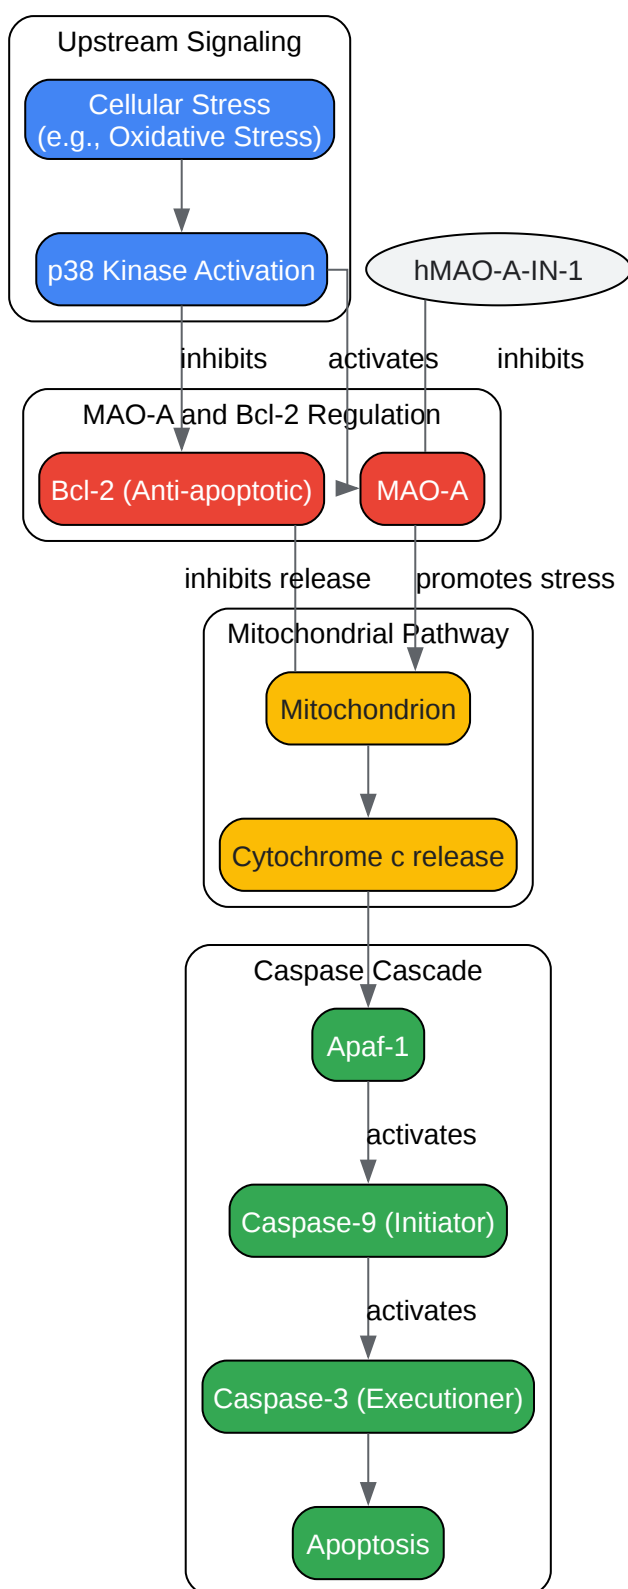 Upstream Signaling
Cellular Stress
(e.g., Oxidative Stress)
p38 Kinase Activation
hMAO-A-IN-1
inhibits
activates
inhibits
MAO-A and Bcl-2 Regulation
Bcl-2 (Anti-apoptotic)
MAO-A
inhibits release
promotes stress
Mitochondrial Pathway
Mitochondrion
Cytochrome c release
Caspase Cascade
Apaf-1
activates
Caspase-9 (Initiator)
activates
Caspase-3 (Executioner)
Apoptosis